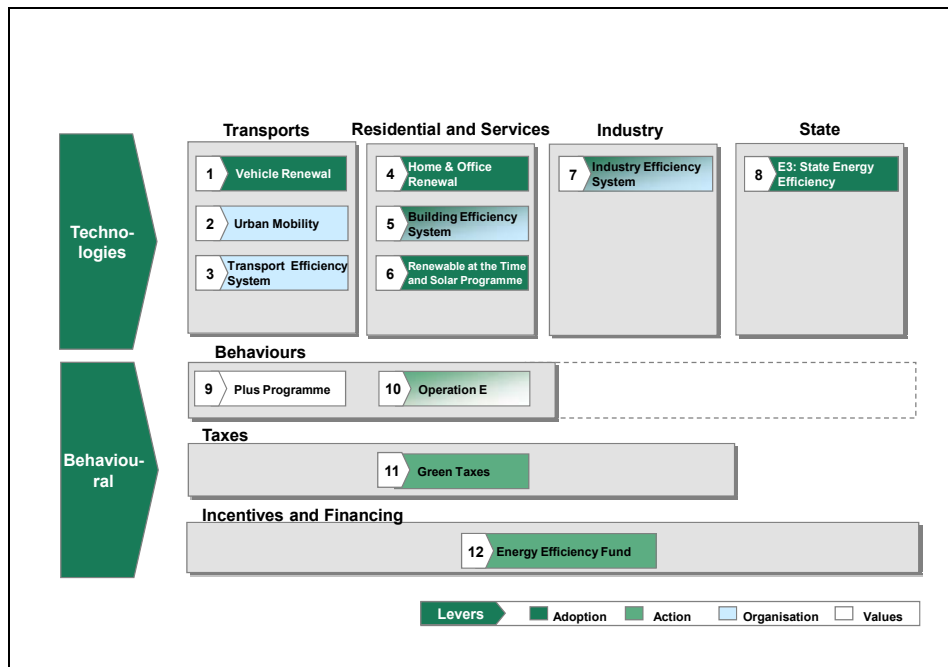 Transports
Residential and Services
Industry
State
Techno-
logies
1
Vehicle Renewal
2
Urban Mobility
3
Transport Efficiency
System
4
Home & Office
Renewal
5
Building Efficiency
System
6
Renewable at the Time
and Solar Programme
7
Industry Efficiency
System
8
E3: State Energy
Efficiency
Behaviou-
ral
Behaviours
9
Plus Programme
10
Operation E
Taxes
11
Green Taxes
Incentives and Financing
12
Energy Efficiency Fund
Levers
Adoption
Action
Organisation
Values